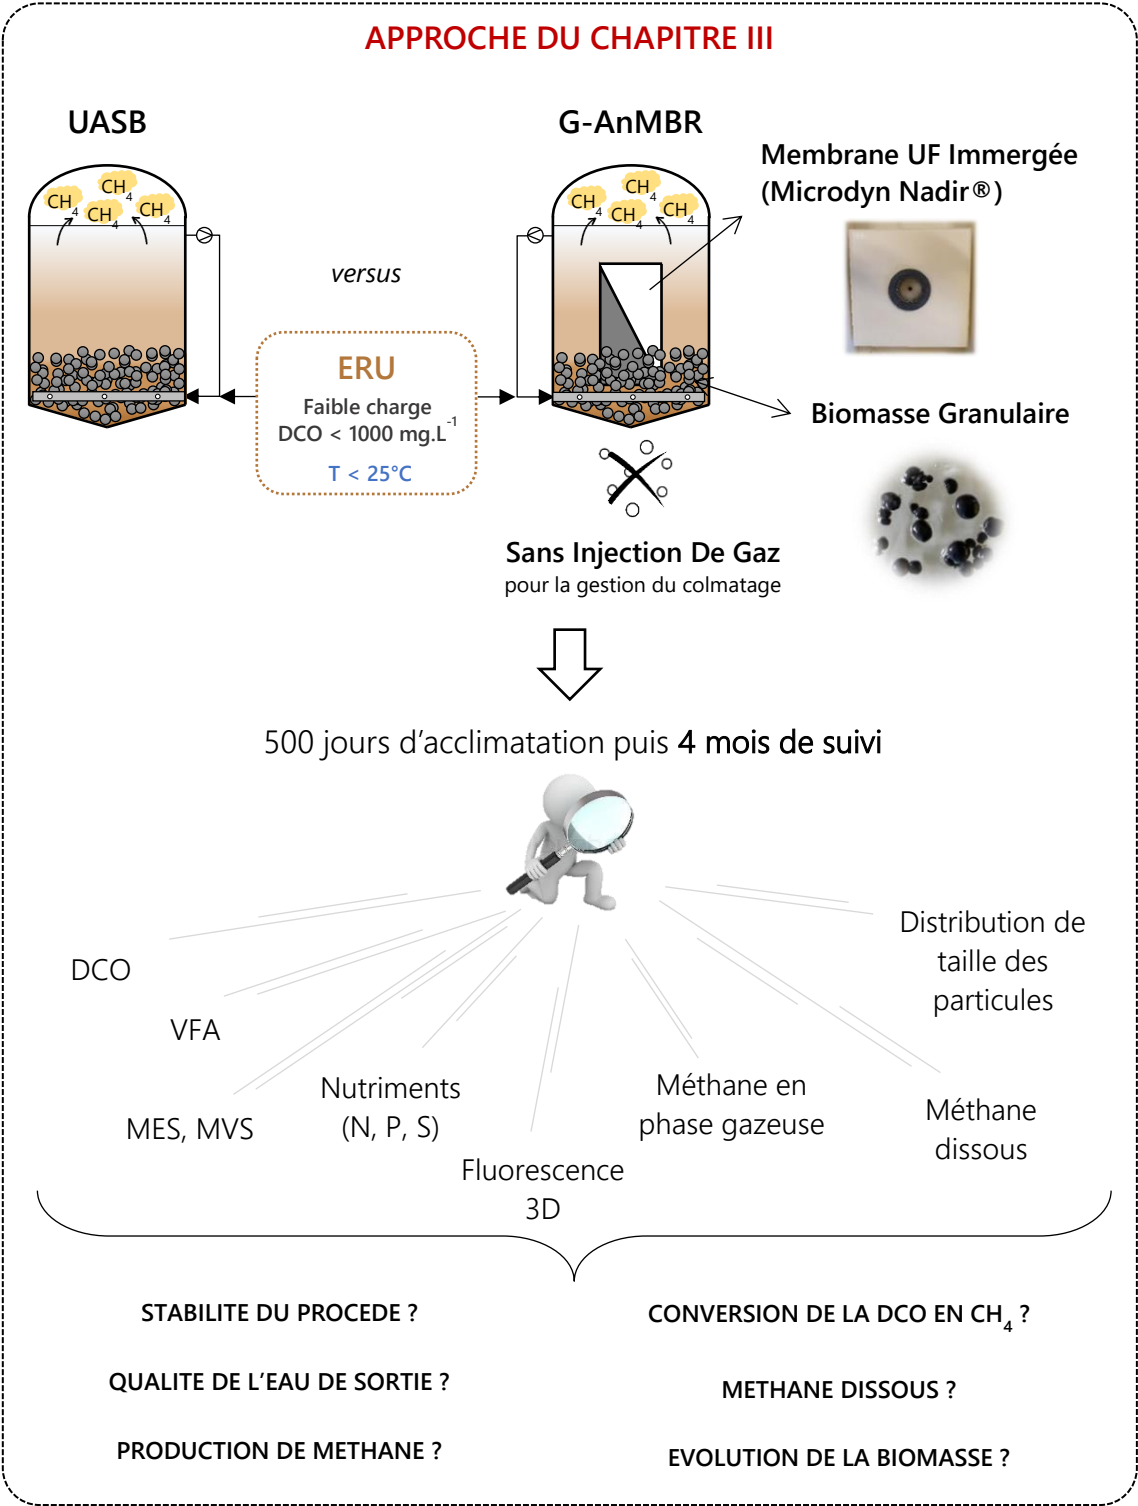 APPROCHE DU CHAPITRE III
UASB
G-AnMBR
CH4
CH4
CH4
CH4
CH4
CH4
CH4
CH4
versus
Membrane UF Immergée
(Microdyn Nadir®)
ERU
Faible charge
DCO < 1000 mg.L-1
T < 25°C
Biomasse Granulaire
Sans Injection De Gaz
pour la gestion du colmatage
500 jours d’acclimatation puis 4 mois de suivi
DCO
VFA
MES, MVS
Nutriments
(N, P, S)
Fluorescence
3D
Méthane en
phase gazeuse
Méthane
dissous
Distribution de
taille des
particules
STABILITE DU PROCEDE ?
QUALITE DE L’EAU DE SORTIE ?
PRODUCTION DE METHANE ?
CONVERSION DE LA DCO EN CH4 ?
METHANE DISSOUS ?
EVOLUTION DE LA BIOMASSE ?